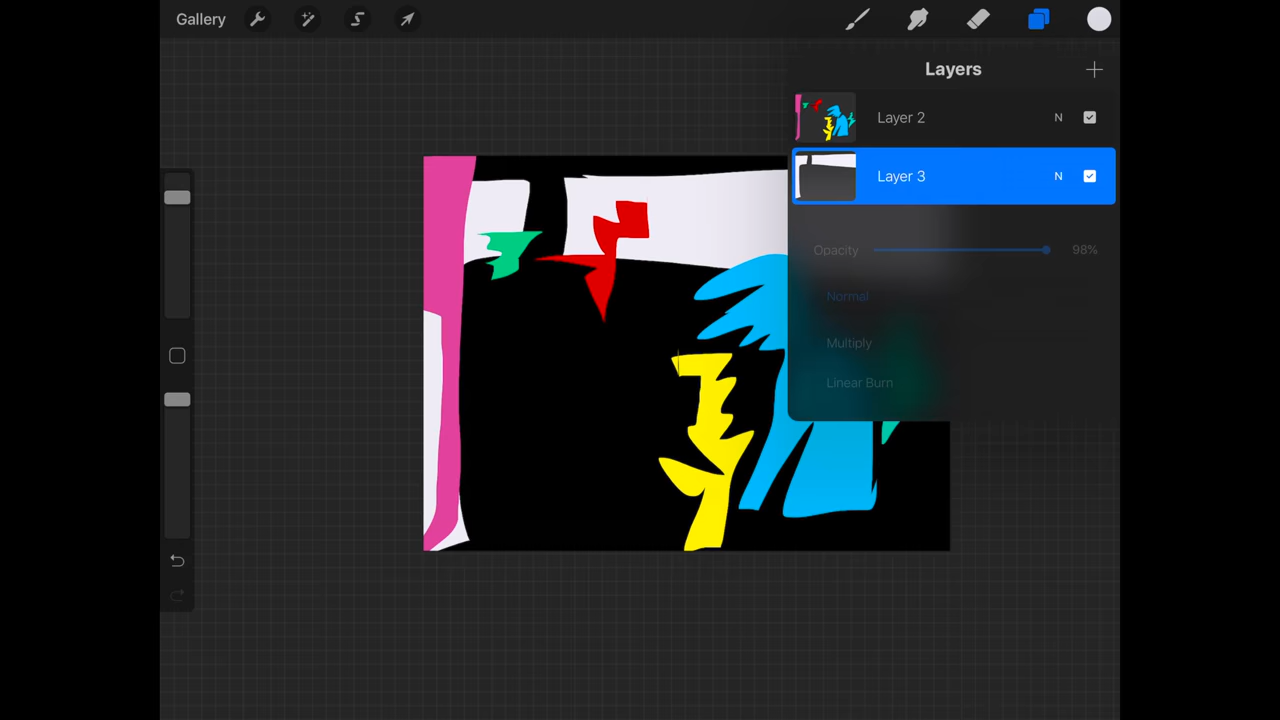 Gallery
Layers
Layer 2 N
Layer 3 N
Opacity 98%
Normal
Multiply
Linear Burn